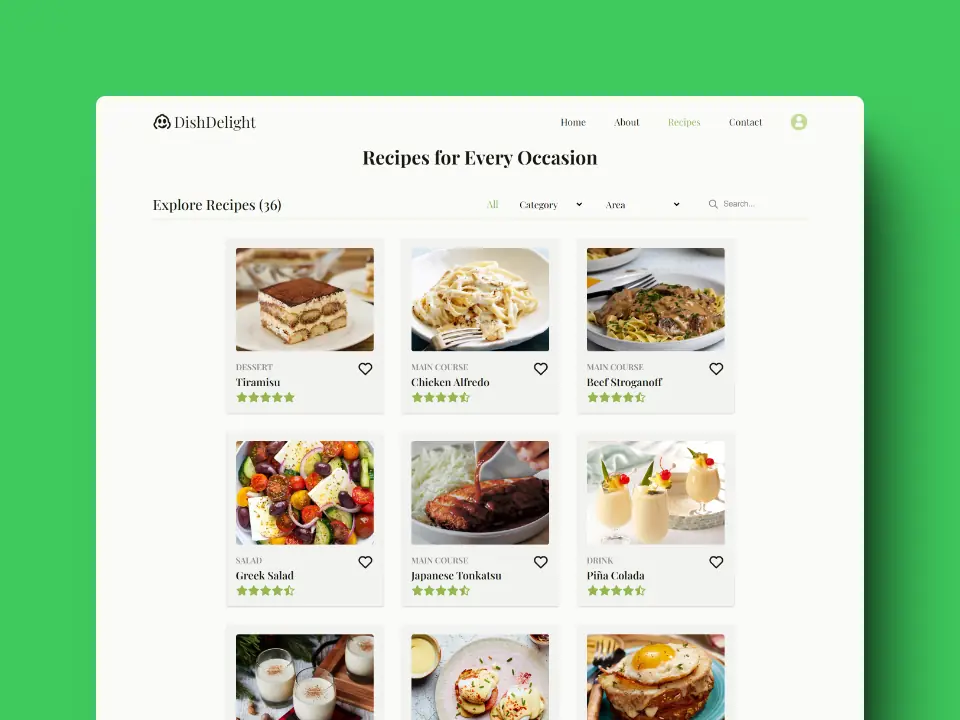 DishDelight
Home About Recipes Contact
Recipes for Every Occasion
Explore Recipes (36)
All Category Area Search...
DESSERT
Tiramisu
MAIN COURSE
Chicken Alfredo
MAIN COURSE
Beef Stroganoff
SALAD
Greek Salad
MAIN COURSE
Japanese Tonkatsu
DRINK
Piña Colada